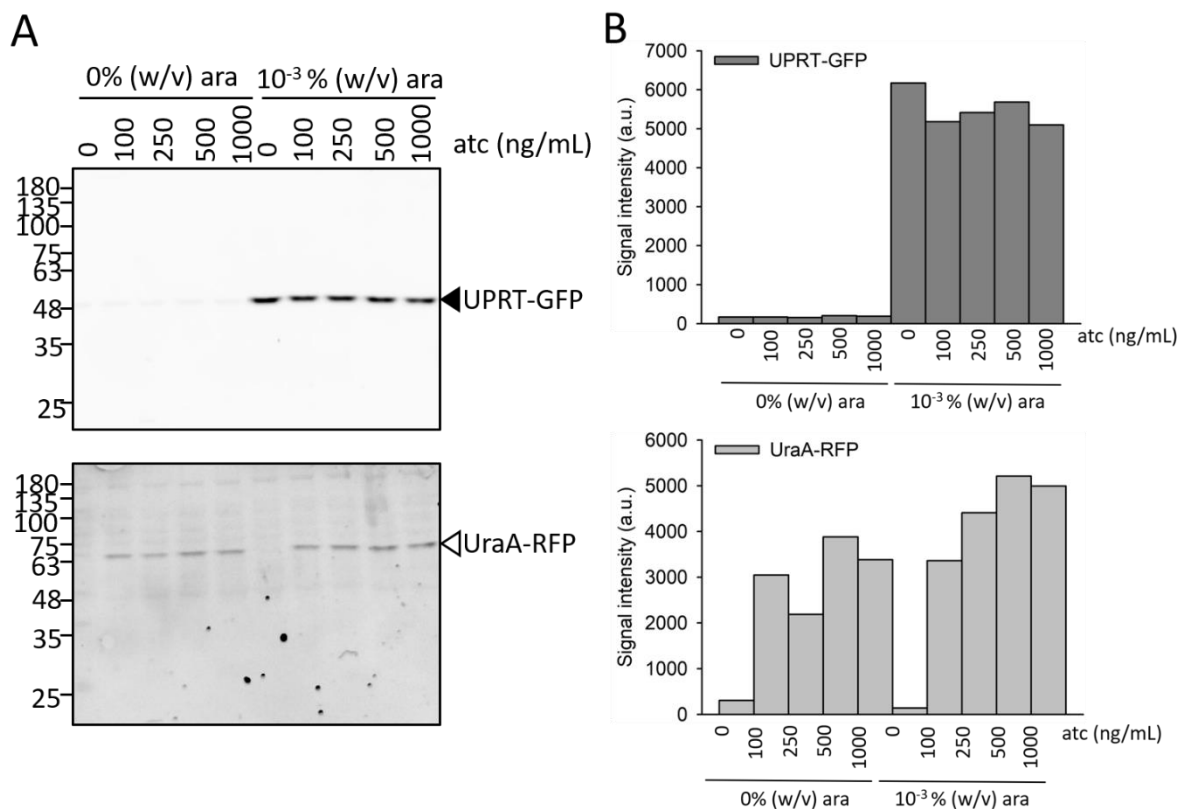 A
0% (w/v) ara
10⁻³ % (w/v) ara
0 100 250 500 1000 0 100 250 500 1000 atc (ng/mL)
180
135
100
75
63
48
35
25
UPRT-GFP
180
135
100
75
63
48
35
25
UraA-RFP
B
7000
6000
5000
4000
3000
2000
1000
0
Signal intensity (a.u.)
UPRT-GFP
0 100 250 500 1000 0 100 250 500 1000 atc (ng/mL)
0% (w/v) ara
10⁻³ % (w/v) ara
6000
5000
4000
3000
2000
1000
0
Signal intensity (a.u.)
UraA-RFP
0 100 250 500 1000 0 100 250 500 1000 atc (ng/mL)
0% (w/v) ara
10⁻³ % (w/v) ara